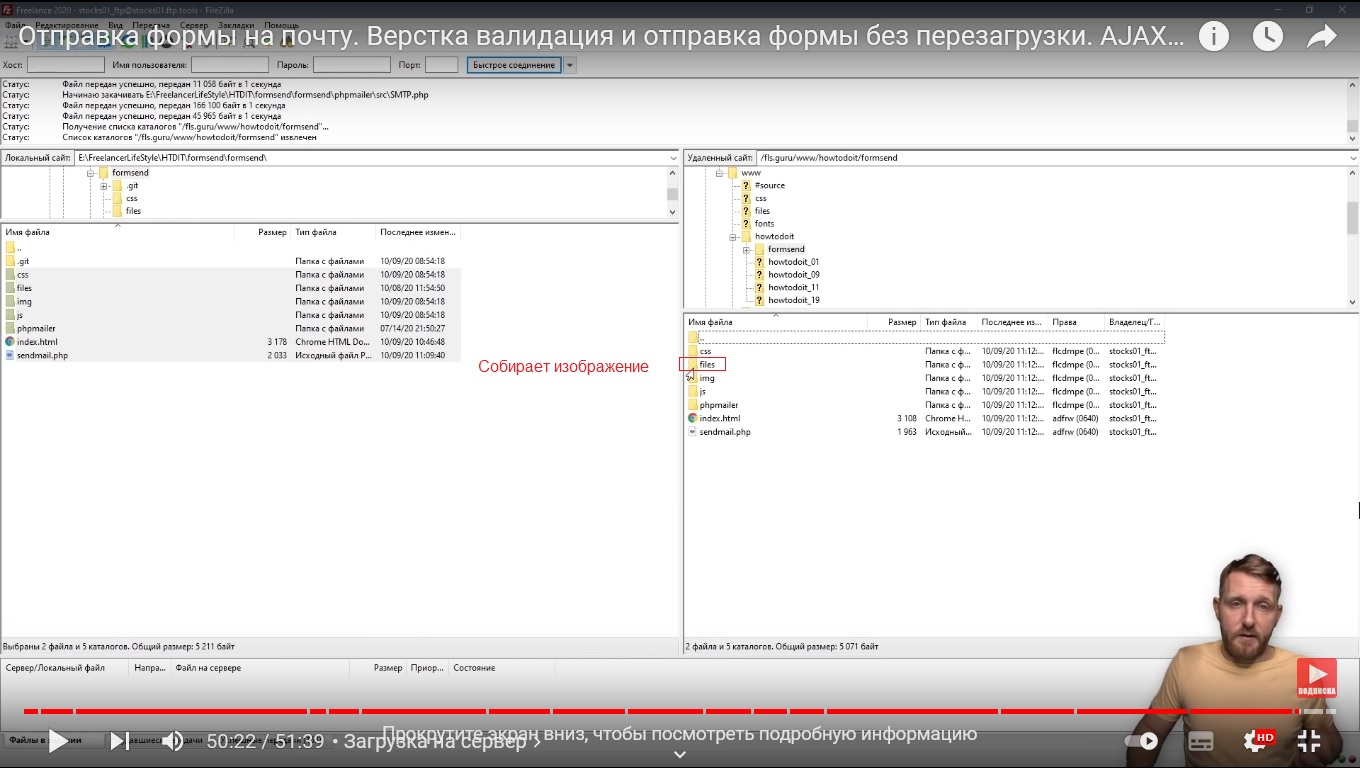 Freelance 2020 - stocks01_ftp@stocks01.ftp.tools - FileZilla
Файл Редактирование Вид Передача Сервер Закладки Помощь
Отправка формы на почту. Верстка валидация и отправка формы без перезагрузки. AJAX...
Хост: Имя пользователя: Пароль: Порт: Быстрое соединение
Статус: Файл передан успешно, передан 11 058 байт в 1 секунда
Статус: Начинаю закачивать E:\FreelancerLifeStyle\HTDIT\formsend\formsend\phpmailer\src\SMTP.php
Статус: Файл передан успешно, передан 166 100 байт в 1 секунда
Статус: Файл передан успешно, передан 45 965 байт в 1 секунда
Статус: Получение списка каталогов "/fls.guru/www/howtodoit/formsend"...
Статус: Список каталогов "/fls.guru/www/howtodoit/formsend" извлечен
Локальный сайт: E:\FreelancerLifeStyle\HTDIT\formsend\formsend\
formsend
.git
css
files
Имя файла Размер Тип файла Последнее измен...
..
.git Папка с файлами 10/09/20 08:54:18
css Папка с файлами 10/09/20 08:54:18
files Папка с файлами 10/08/20 11:54:50
img Папка с файлами 10/09/20 08:54:18
js Папка с файлами 10/09/20 08:54:18
phpmailer Папка с файлами 07/14/20 21:50:27
index.html 3 178 Chrome HTML Do... 10/09/20 10:46:48
sendmail.php 2 033 Исходный файл P... 10/09/20 11:09:40
Выбраны 2 файла и 5 каталогов. Общий размер: 5 211 байт
Собирает изображение
Удаленный сайт: /fls.guru/www/howtodoit/formsend
www
#source
css
files
fonts
howtodoit
formsend
howtodoit_01
howtodoit_09
howtodoit_11
howtodoit_19
Имя файла Размер Тип файла Последнее из... Права Владелец/Г...
..
css Папка с ф... 10/09/20 11:12:... flcdmpe (0... stocks01_ft...
files Папка с ф... 10/09/20 11:12:... flcdmpe (0... stocks01_ft...
img Папка с ф... 10/09/20 11:12:... flcdmpe (0... stocks01_ft...
js Папка с ф... 10/09/20 11:12:... flcdmpe (0... stocks01_ft...
phpmailer Папка с ф... 10/09/20 11:12:... flcdmpe (0... stocks01_ft...
index.html 3 108 Chrome H... 10/09/20 11:12:... adfrw (0640) stocks01_ft...
sendmail.php 1 963 Исходный... 10/09/20 11:12:... adfrw (0640) stocks01_ft...
2 файла и 5 каталогов. Общий размер: 5 071 байт
Сервер/Локальный файл Напра... Файл на сервере Размер Приор... Состояние
ПОДПИСКА
Прокрутите экран вниз, чтобы посмотреть подробную информацию
50:22 / 51:39 • Загрузка на сервер ›
HD